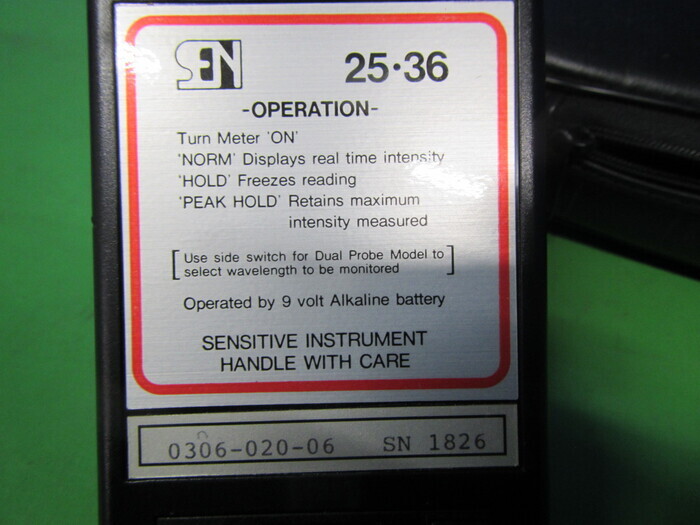 SEN 25·36
-OPERATION-
Turn Meter 'ON'
'NORM' Displays real time intensity
'HOLD' Freezes reading
'PEAK HOLD' Retains maximum
intensity measured
[Use side switch for Dual Probe Model to
select wavelength to be monitored]
Operated by 9 volt Alkaline battery
SENSITIVE INSTRUMENT
HANDLE WITH CARE
0306-020-06 SN 1826